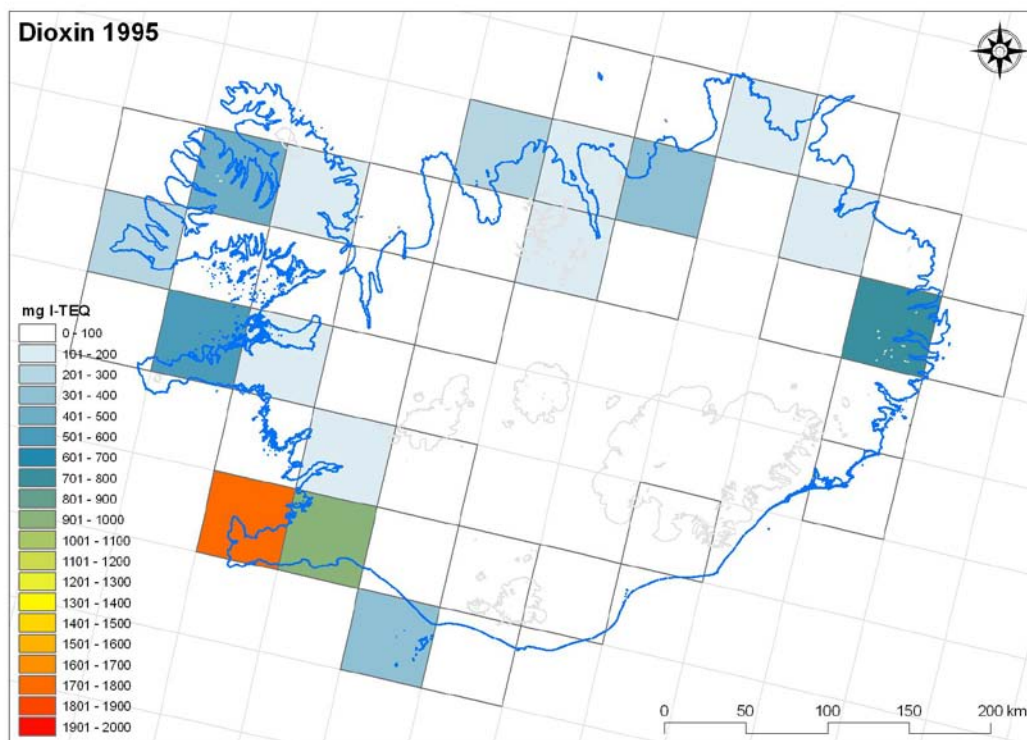 Dioxin 1995
mg I-TEQ
0 - 100
101 - 200
201 - 300
301 - 400
401 - 500
501 - 600
601 - 700
701 - 800
801 - 900
901 - 1000
1001 - 1100
1101 - 1200
1201 - 1300
1301 - 1400
1401 - 1500
1501 - 1600
1601 - 1700
1701 - 1800
1801 - 1900
1901 - 2000
0 50 100 150 200 km